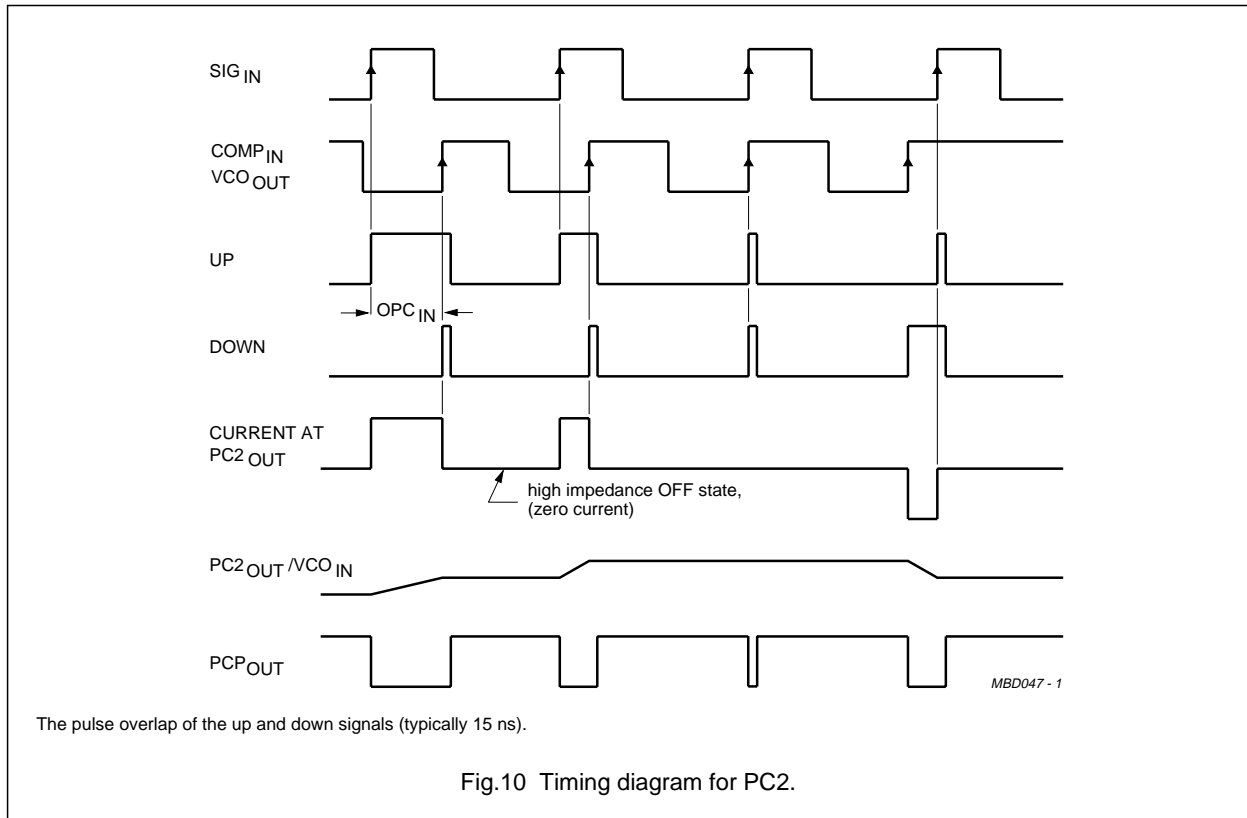 SIG IN
COMP IN
VCO OUT
UP
OPC IN
DOWN
CURRENT AT
PC2 OUT
high impedance OFF state,
(zero current)
PC2 OUT /VCO IN
PCP OUT
MBD047 - 1
The pulse overlap of the up and down signals (typically 15 ns).
Fig.10 Timing diagram for PC2.